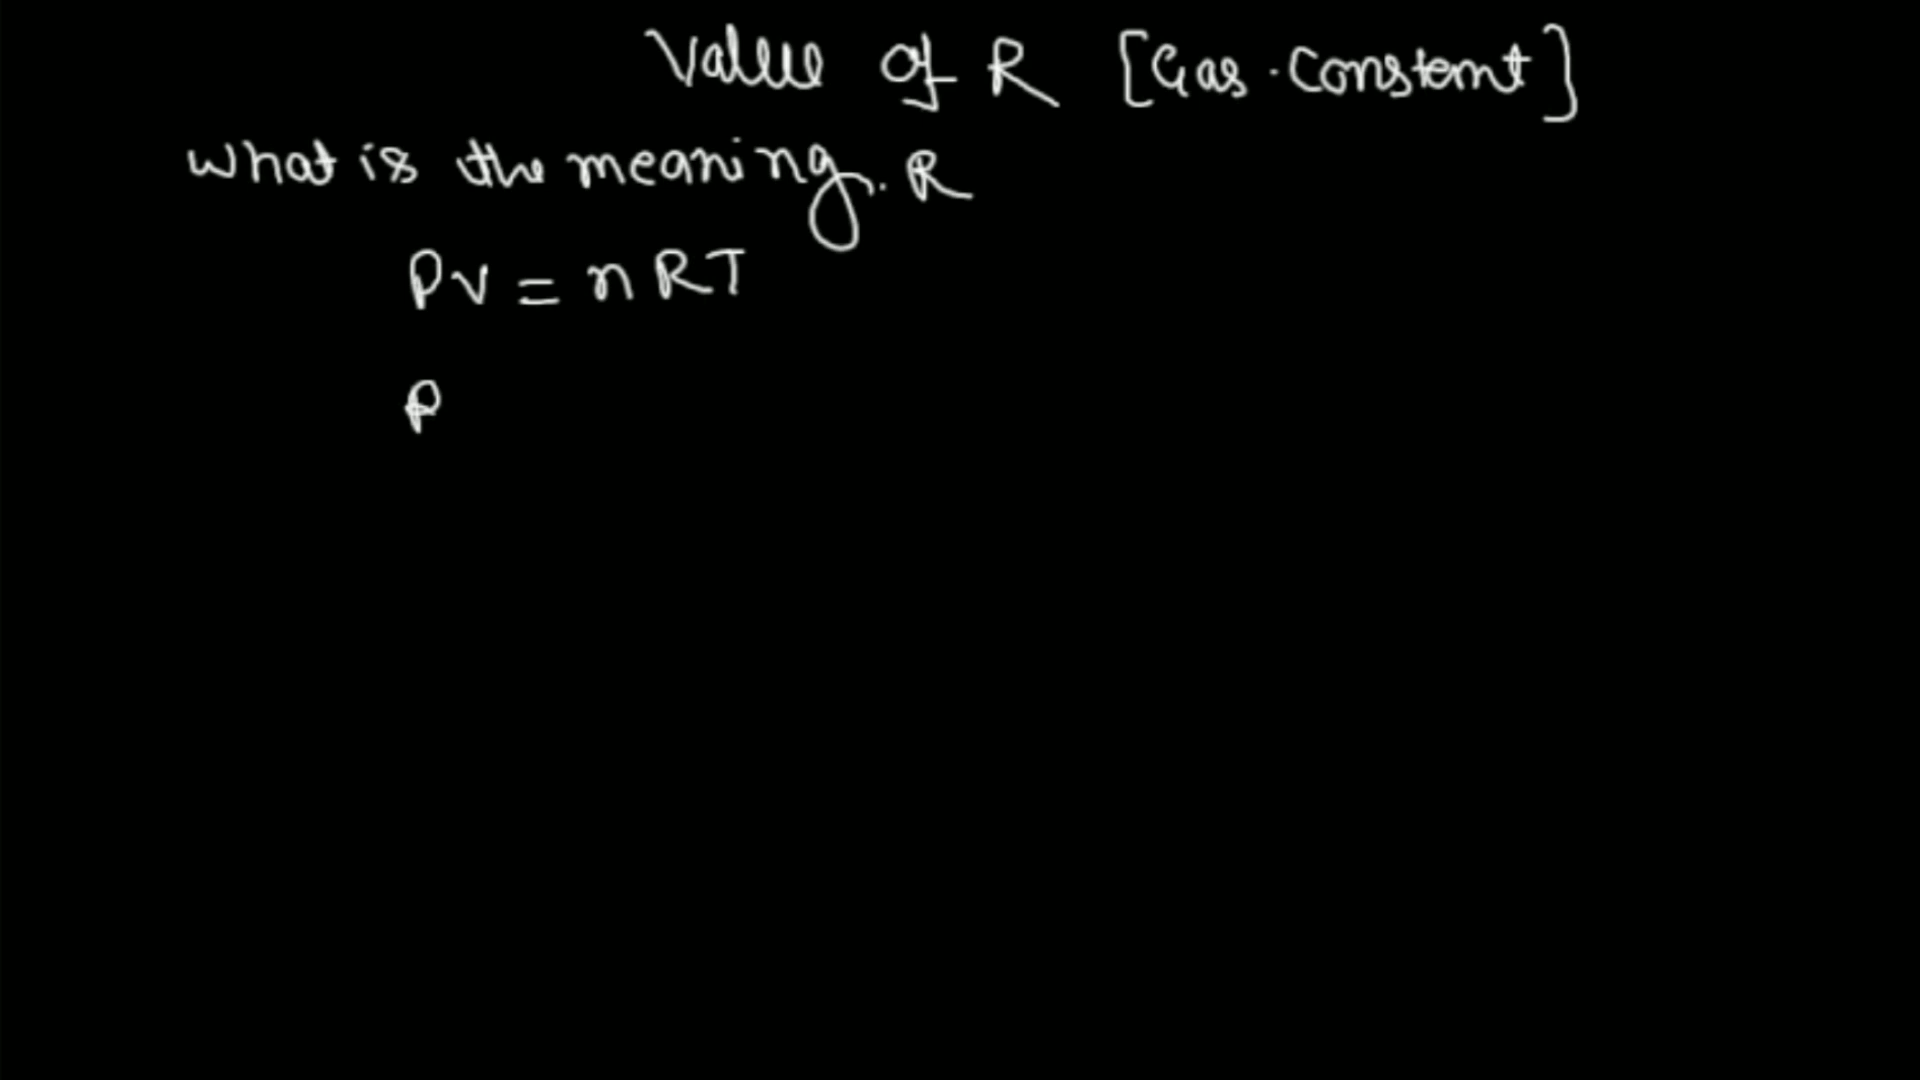 Value of R [Gas.Constant]
What is the meaning. R
PV = nRT
P